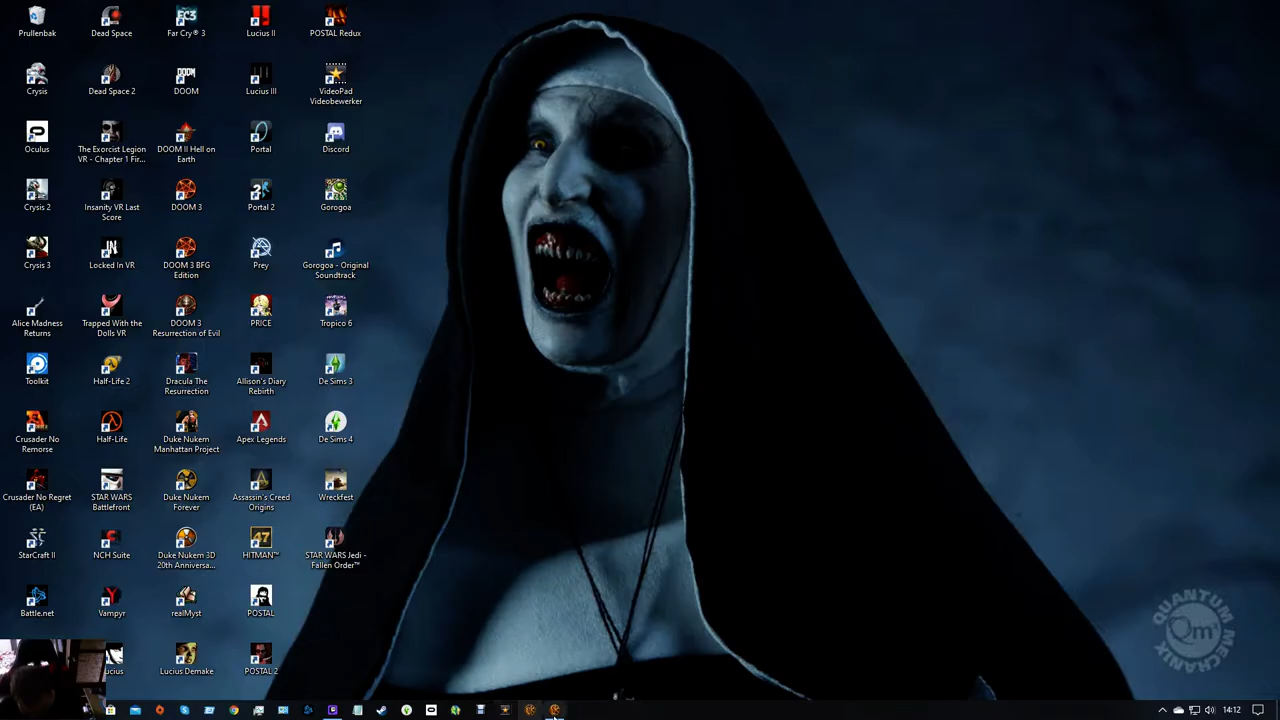 Prullenbak
Dead Space
Far Cry® 3
Lucius II
POSTAL Redux
Crysis
Dead Space 2
DOOM
Lucius III
VideoPad
Videobewerker
Oculus
The Exorcist Legion
VR - Chapter 1 Fir...
DOOM II Hell on
Earth
Portal
Discord
Crysis 2
Insanity VR Last
Score
DOOM 3
Portal 2
Gorogoa
Crysis 3
Locked In VR
DOOM 3 BFG
Edition
Prey
Gorogoa - Original
Soundtrack
Alice Madness
Returns
Trapped With the
Dolls VR
DOOM 3
Resurrection of Evil
PRICE
Tropico 6
Toolkit
Half-Life 2
Dracula The
Resurrection
Allison's Diary
Rebirth
De Sims 3
Crusader No
Remorse
Half-Life
Duke Nukem
Manhattan Project
Apex Legends
De Sims 4
Crusader No Regret
(EA)
STAR WARS
Battlefront
Duke Nukem
Forever
Assassin's Creed
Origins
Wreckfest
StarCraft II
NCH Suite
Duke Nukem 3D
20th Anniversa...
HITMAN™
STAR WARS Jedi -
Fallen Order™
Battle.net
Vampyr
realMyst
POSTAL
Lucius Demake
POSTAL 2
QUANTUM
Qm
MECHANIX
14:12